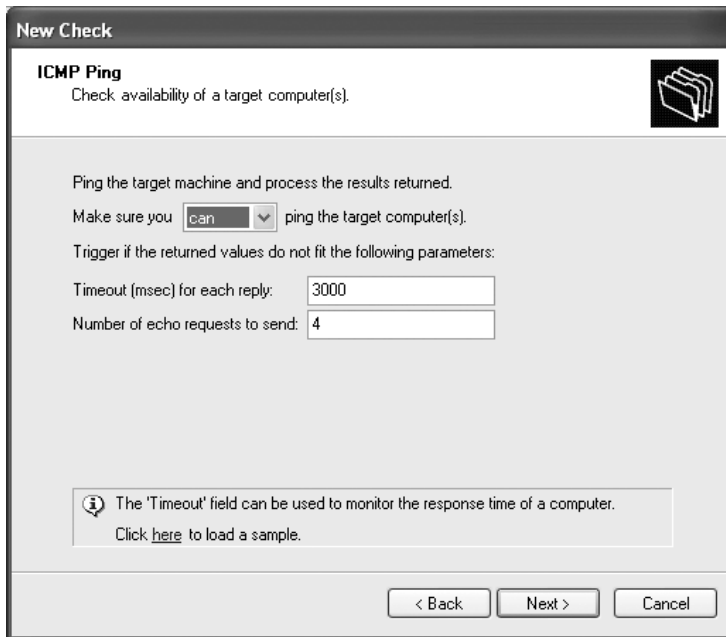 New Check
ICMP Ping
Check availability of a target computer(s).
Ping the target machine and process the results returned.
Make sure you can ping the target computer(s).
Trigger if the returned values do not fit the following parameters:
Timeout (msec) for each reply: 3000
Number of echo requests to send: 4
The 'Timeout' field can be used to monitor the response time of a computer.
Click here to load a sample.
< Back Next > Cancel